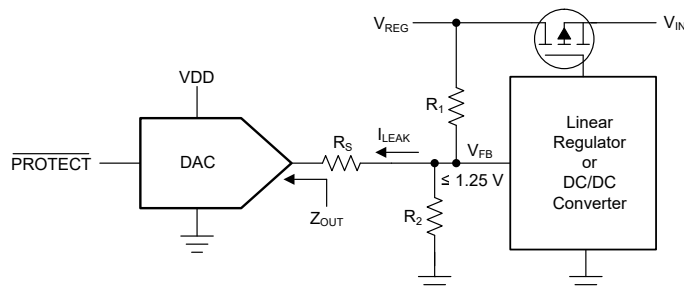 V_REG
V_IN
VDD
PROTECT
DAC
R_S
I_LEAK
R_1
V_FB
≤ 1.25 V
Z_OUT
R_2
Linear
Regulator
or
DC/DC
Converter